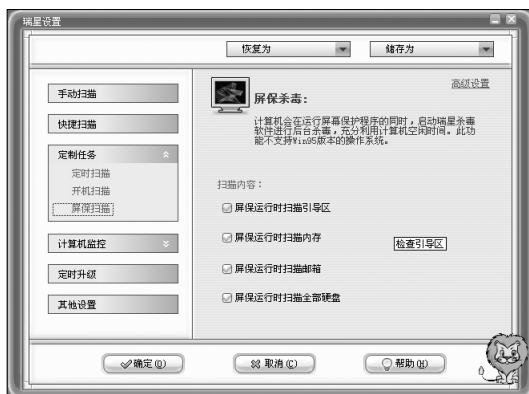 瑞星设置
恢复为
储存为
手动扫描
快捷扫描
定制任务
定时扫描
开机扫描
屏保扫描
计算机监控
定时升级
其他设置
高级设置
屏保杀毒：
计算机会在运行屏幕保护程序的同时，启动瑞星杀毒
软件进行后台杀毒，充分利用计算机空闲时间。此功
能不支持Win95版本的操作系统。
扫描内容：
屏保运行时扫描引导区
屏保运行时扫描内存
检查引导区
屏保运行时扫描邮箱
屏保运行时扫描全部硬盘
确定(O)
取消(C)
帮助(H)